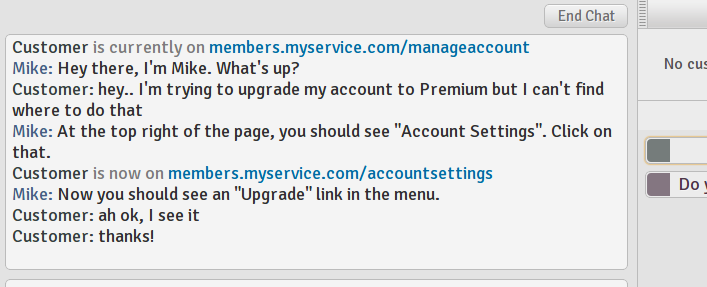 End Chat
Customer is currently on members.myservice.com/manageaccount
Mike: Hey there, I'm Mike. What's up?
Customer: hey.. I'm trying to upgrade my account to Premium but I can't find
where to do that
Mike: At the top right of the page, you should see "Account Settings". Click on
that.
Customer is now on members.myservice.com/accountsettings
Mike: Now you should see an "Upgrade" link in the menu.
Customer: ah ok, I see it
Customer: thanks!
No cus
Do y